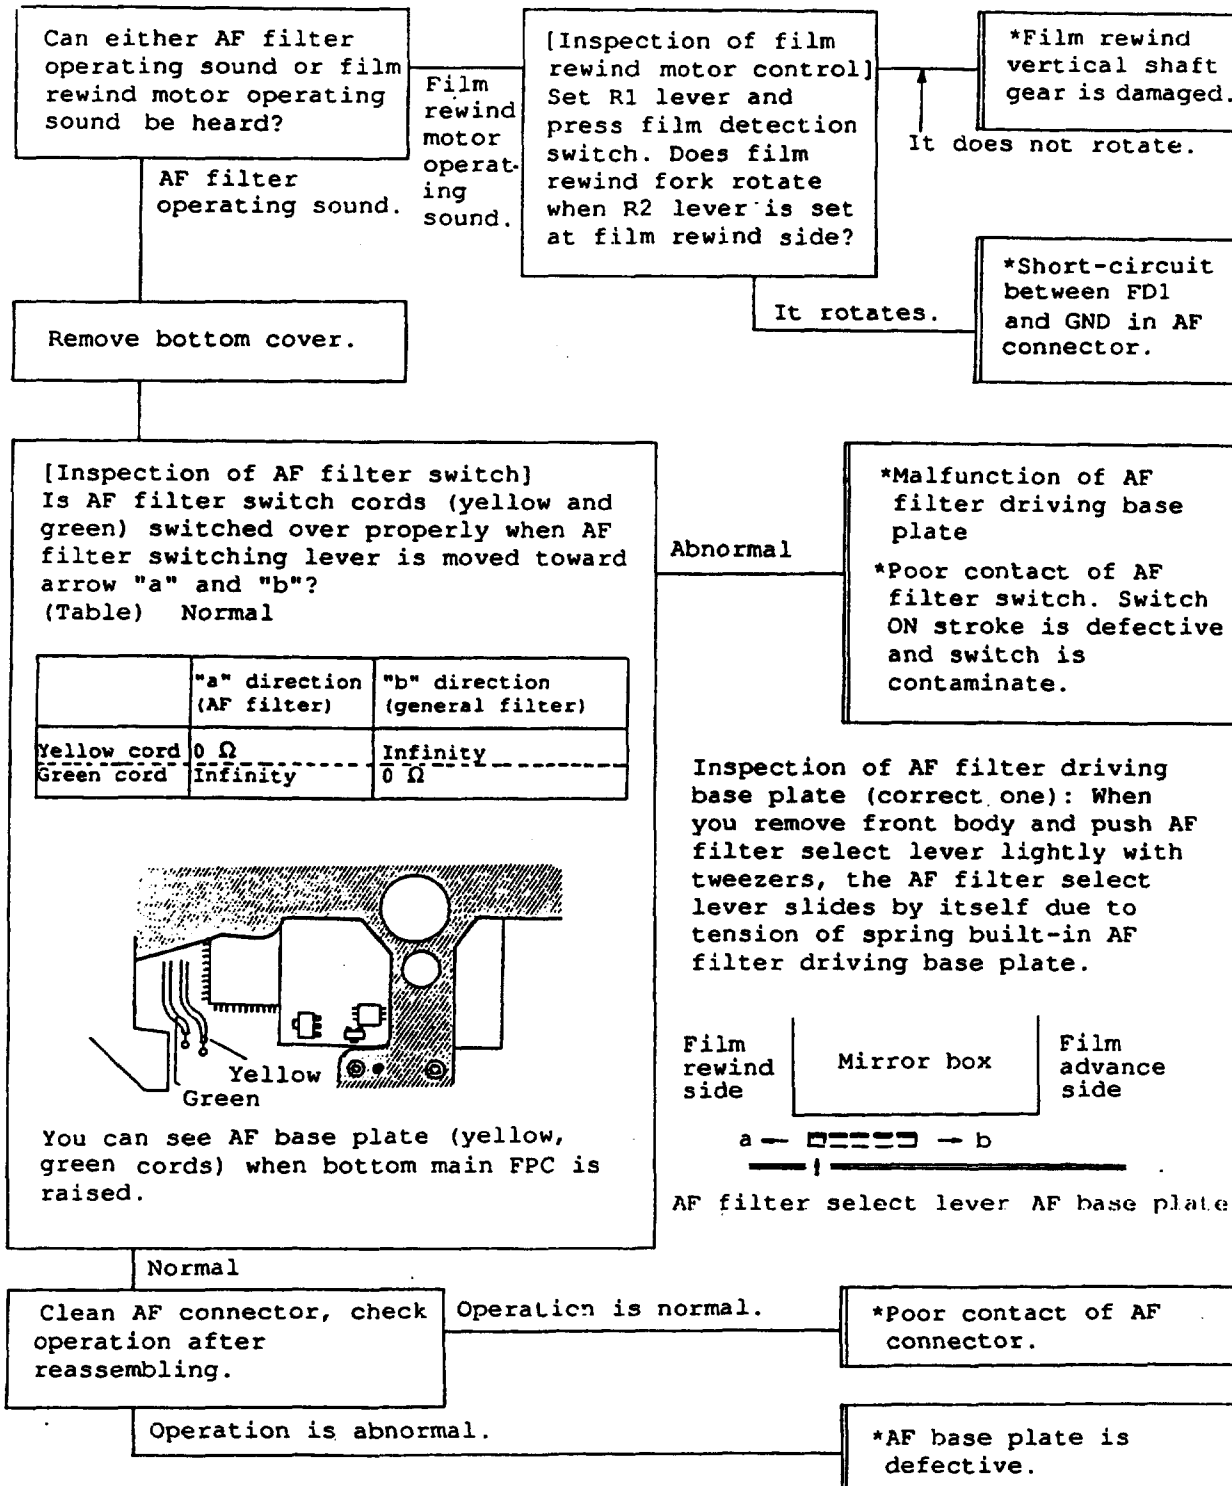 Can either AF filter
operating sound or film
rewind motor operating
sound be heard?
Film
rewind
motor
operat-
ing
sound.
[Inspection of film
rewind motor control]
Set R1 lever and
press film detection
switch. Does film
rewind fork rotate
when R2 lever is set
at film rewind side?
*Film rewind
vertical shaft
gear is damaged.
It does not rotate.
AF filter
operating sound.
It rotates.
*Short-circuit
between FD1
and GND in AF
connector.
Remove bottom cover.
[Inspection of AF filter switch]
Is AF filter switch cords (yellow and
green) switched over properly when AF
filter switching lever is moved toward
arrow "a" and "b"?
(Table) Normal
"a" direction
(AF filter)
"b" direction
(general filter)
Yellow cord 0 Ω Infinity
Green cord Infinity 0 Ω
Yellow
Green
You can see AF base plate (yellow,
green cords) when bottom main FPC is
raised.
Abnormal
*Malfunction of AF
filter driving base
plate
*Poor contact of AF
filter switch. Switch
ON stroke is defective
and switch is
contaminate.
Inspection of AF filter driving
base plate (correct one): When
you remove front body and push AF
filter select lever lightly with
tweezers, the AF filter select
lever slides by itself due to
tension of spring built-in AF
filter driving base plate.
Film
rewind
side
Mirror box
Film
advance
side
a b
AF filter select lever AF base plate
Normal
Clean AF connector, check
operation after
reassembling.
Operation is normal.
*Poor contact of AF
connector.
Operation is abnormal.
*AF base plate is
defective.